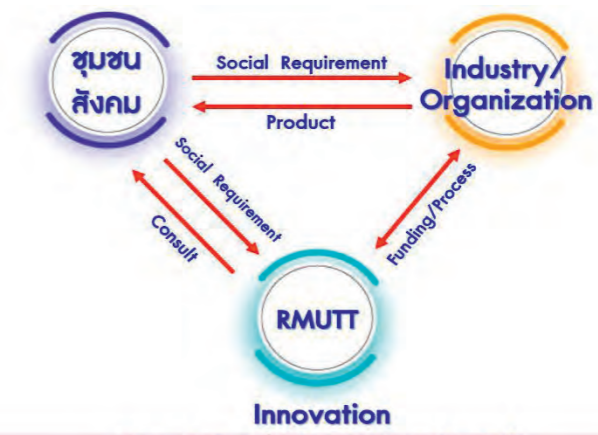 ชุมชน
สังคม
Social Requirement
Product
Industry/
Organization
Social Requirement
Consult
Funding/Process
RMUTT
Innovation